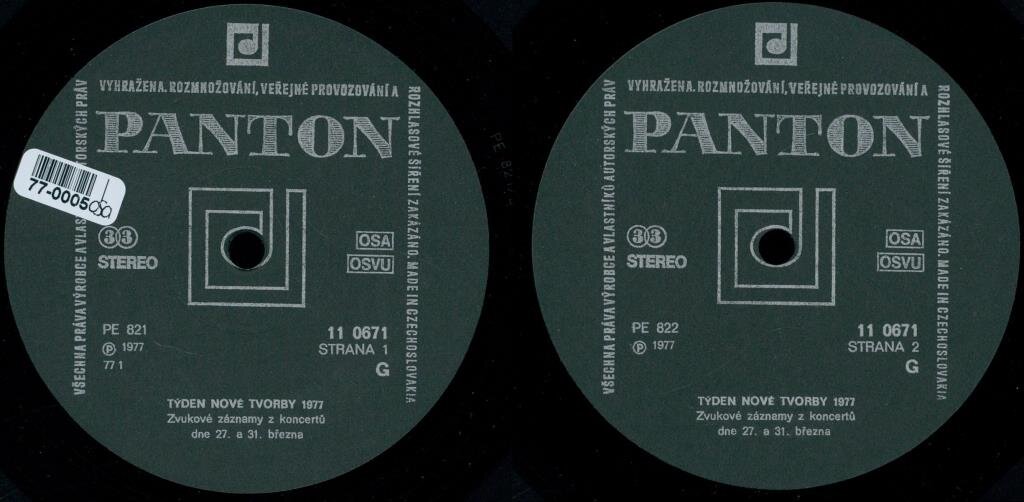 VYHRAŽENA. ROZMNOŽOVÁNÍ, VEŘEJNÉ PROVOZOVÁNÍ A
ROZHLASOVÉ ŠÍŘENÍ ZAKÁZÁNO. MADE IN CZECHOSLOVAKIA
VŠECHNA PRÁVA VÝROBCE A VLAS TORSKÝCH PRÁV
PANTON
77-0005
33
STEREO
OSA
OSVU
PE 821
Ⓟ 1977
77 1
11 0671
STRANA 1
G
TÝDEN NOVÉ TVORBY 1977
Zvukové záznamy z koncertů
dne 27. a 31. března
VYHRAŽENA. ROZMNOŽOVÁNÍ, VEŘEJNÉ PROVOZOVÁNÍ A
ROZHLASOVÉ ŠÍŘENÍ ZAKÁZÁNO. MADE IN CZECHOSLOVAKIA
VŠECHNA PRÁVA VÝROBCE A VLASTNÍKŮ AUTORSKÝCH PRÁV
PANTON
33
STEREO
OSA
OSVU
PE 822
Ⓟ 1977
11 0671
STRANA 2
G
TÝDEN NOVÉ TVORBY 1977
Zvukové záznamy z koncertů
dne 27. a 31. března